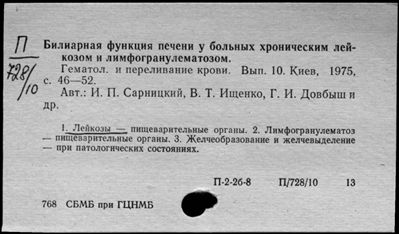 П
728/10
Билиарная функция печени у больных хроническим лей-
козом и лимфогранулематозом.
Гематол. и переливание крови. Вып. 10. Киев, 1975,
с. 46—52.
Авт.: И. П. Сарницкий, В. Т. Ищенко, Г. И. Довбыш и
др.
1. Лейкозы — пищеварительные органы. 2. Лимфогранулематоз
— пищеварительные органы. 3. Желчеобразование и желчевыделение
— при патологических состояниях.
П-2-2б-8 П/728/10 13
768 СБМБ при ГЦНМБ